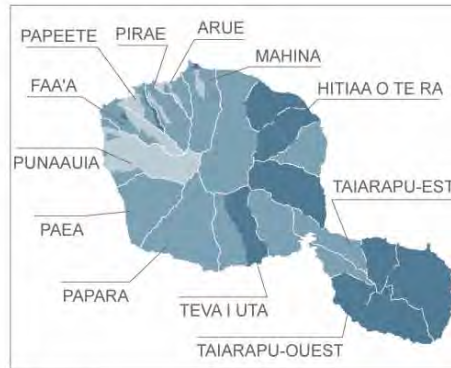 PAPEETE
PIRAE
ARUE
MAHINA
FAA'A
HITIAA O TE RA
PUNAAUIA
TAIARAPU-EST
PAEA
PAPARA
TEVA I UTA
TAIARAPU-OUEST